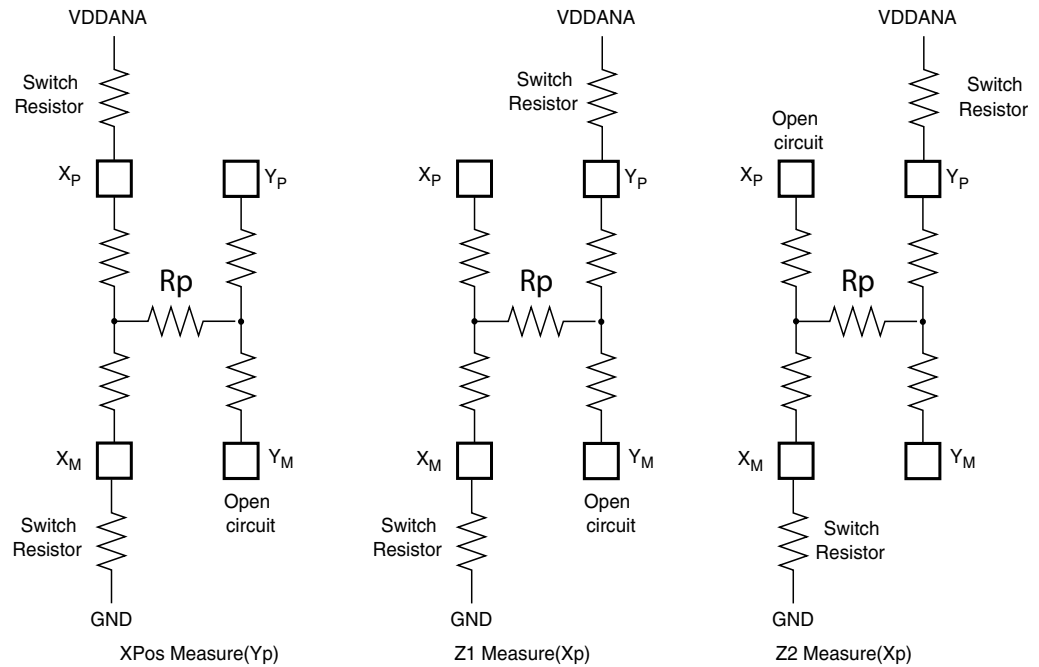 VDDANA
Switch
Resistor
XP
YP
Rp
XM
YM
Open
circuit
Switch
Resistor
GND
XPos Measure(Yp)
VDDANA
Switch
Resistor
XP
YP
Rp
XM
YM
Open
circuit
Switch
Resistor
GND
Z1 Measure(Xp)
VDDANA
Switch
Resistor
Open
circuit
XP
YP
Rp
XM
YM
Switch
Resistor
GND
Z2 Measure(Xp)